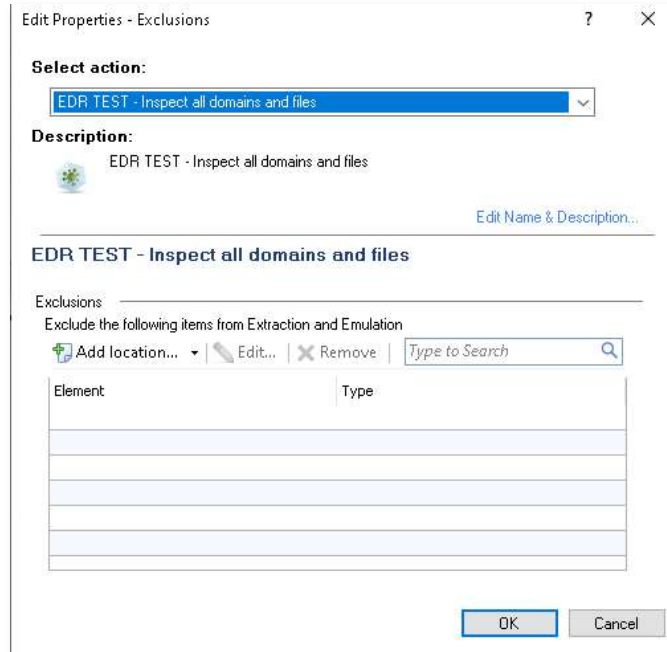 Edit Properties - Exclusions ? ✕
Select action:
EDR TEST - Inspect all domains and files
Description:
EDR TEST - Inspect all domains and files
Edit Name & Description...
EDR TEST - Inspect all domains and files
Exclusions
Exclude the following items from Extraction and Emulation
Add location... Edit... Remove Type to Search
Element Type
OK Cancel